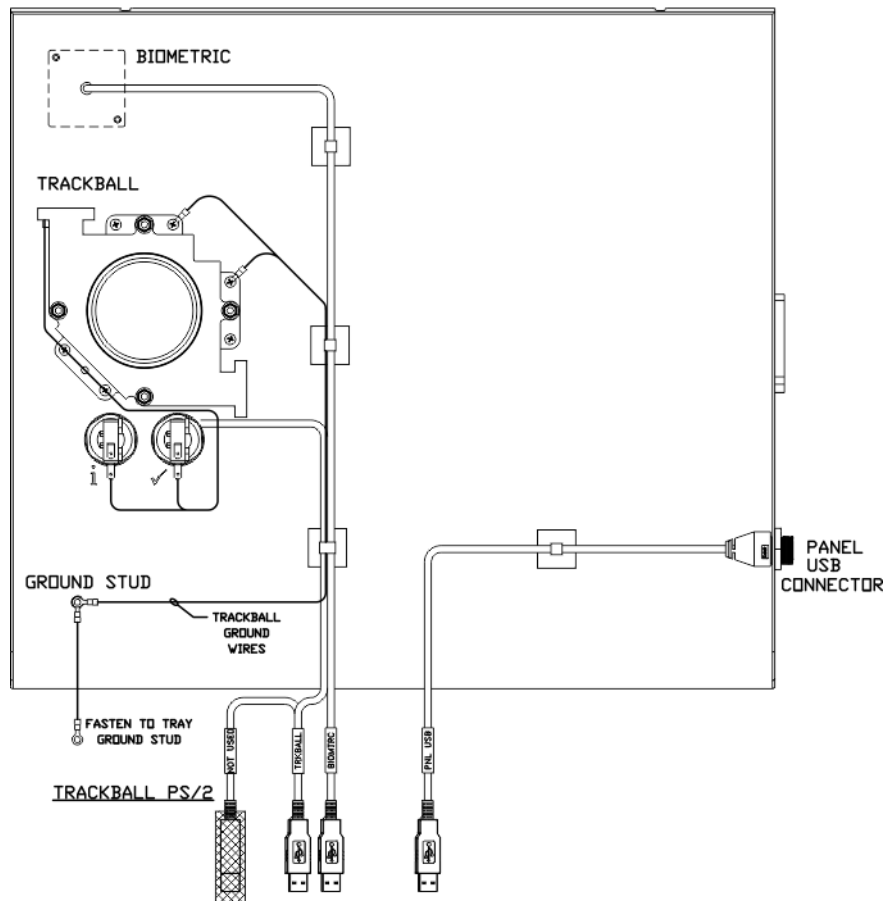 BIOMETRIC
TRACKBALL
i
✓
GROUND STUD
TRACKBALL
GROUND
WIRES
PANEL
USB
CONNECTOR
FASTEN TO TRAY
GROUND STUD
NOT USED
TRKBALL
BIOMTRC
PNL USB
TRACKBALL PS/2